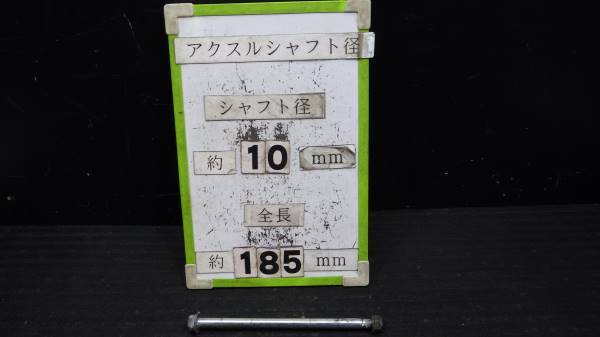 アクスルシャフト径
シャフト径
約 10 mm
全長
約 185 mm